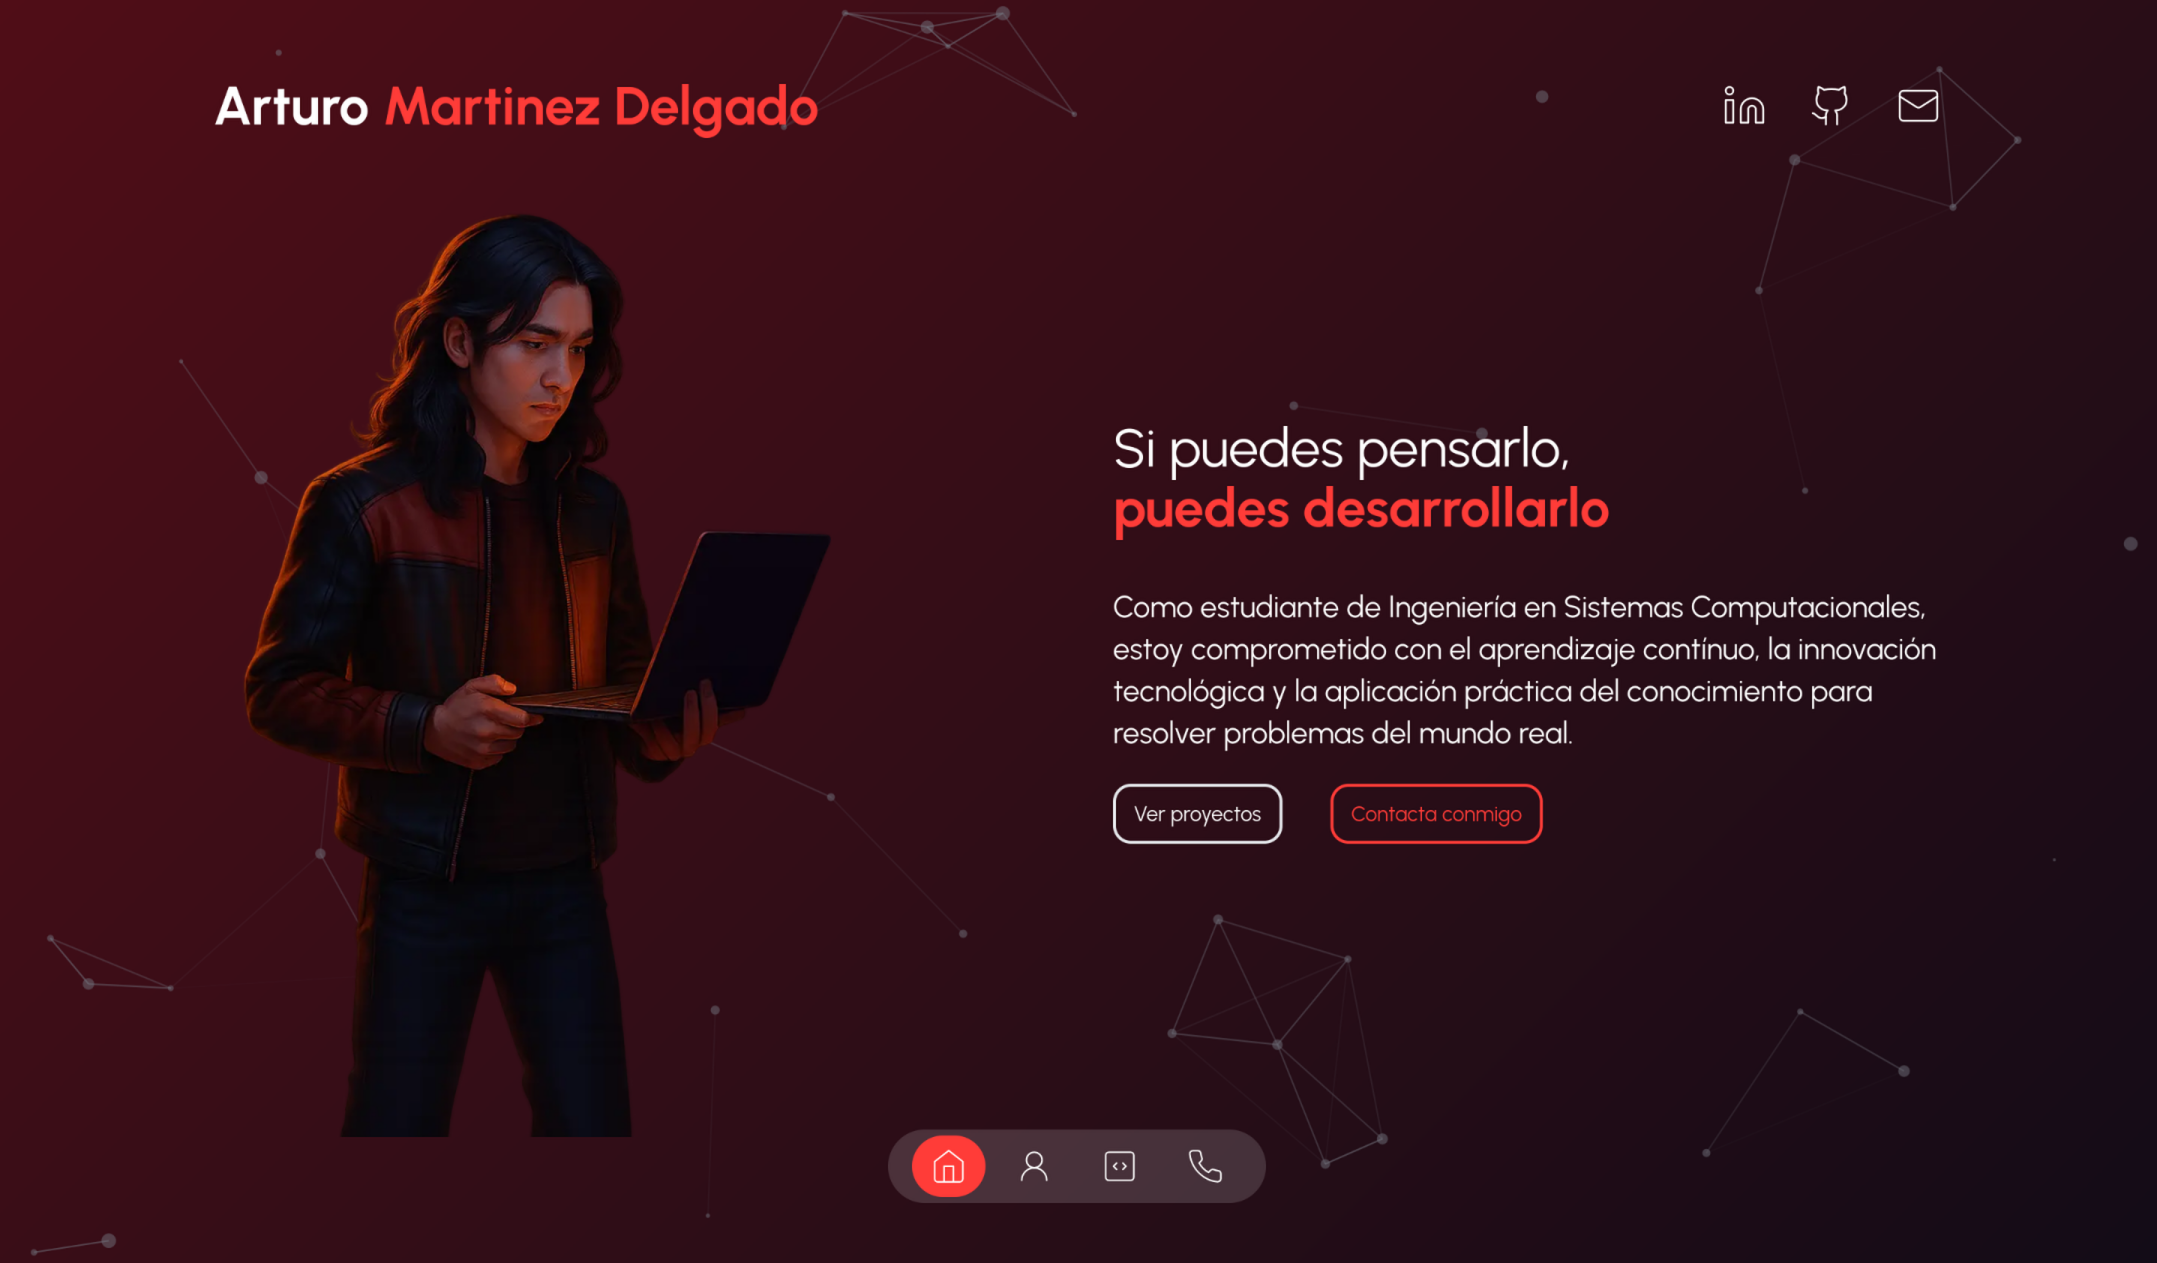 Arturo Martinez Delgado
Si puedes pensarlo,
puedes desarrollarlo
Como estudiante de Ingeniería en Sistemas Computacionales,
estoy comprometido con el aprendizaje contínuo, la innovación
tecnológica y la aplicación práctica del conocimiento para
resolver problemas del mundo real.
Ver proyectos
Contacta conmigo